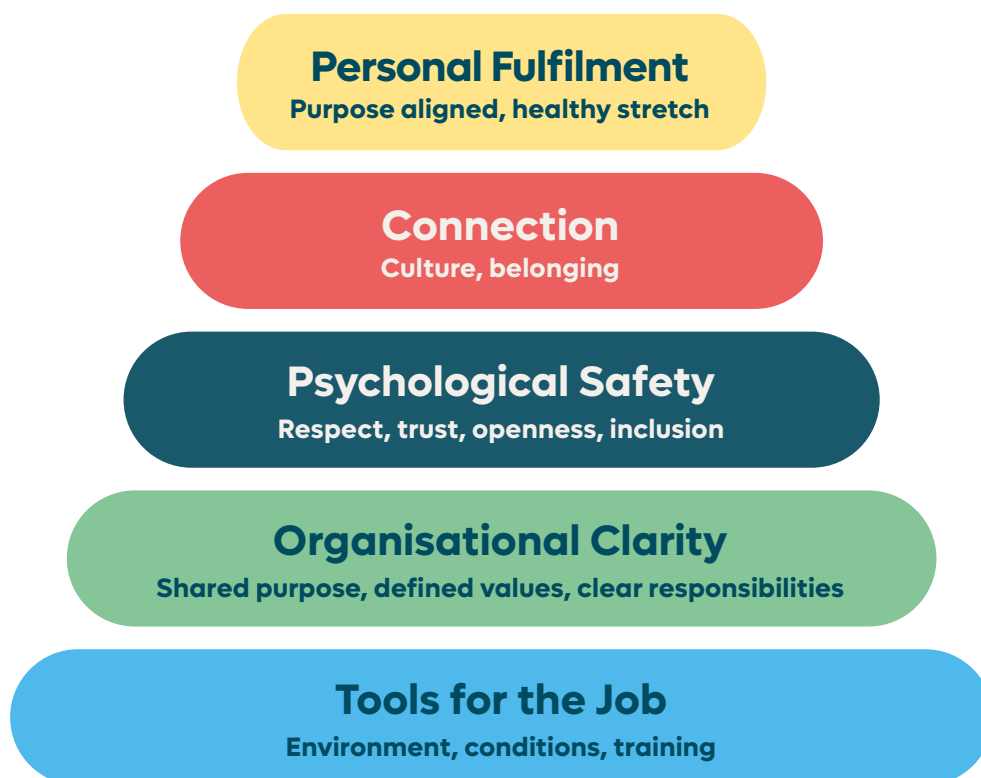 Personal Fulfilment
Purpose aligned, healthy stretch
Connection
Culture, belonging
Psychological Safety
Respect, trust, openness, inclusion
Organisational Clarity
Shared purpose, defined values, clear responsibilities
Tools for the Job
Environment, conditions, training